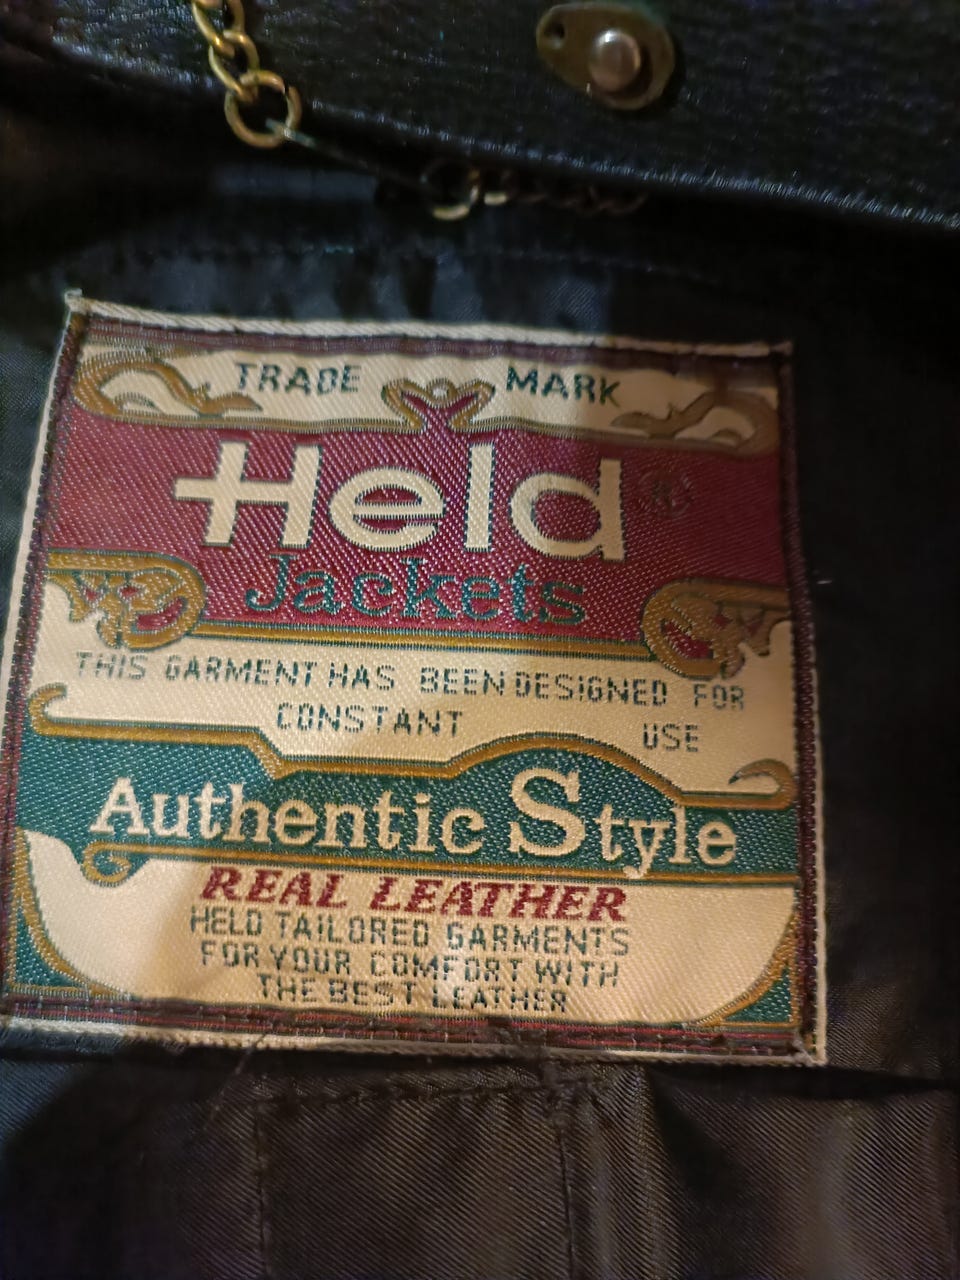 TRADE MARK
Held ®
Jackets
THIS GARMENT HAS BEEN DESIGNED FOR
CONSTANT USE
Authentic Style
REAL LEATHER
HELD TAILORED GARMENTS
FOR YOUR COMFORT WITH
THE BEST LEATHER